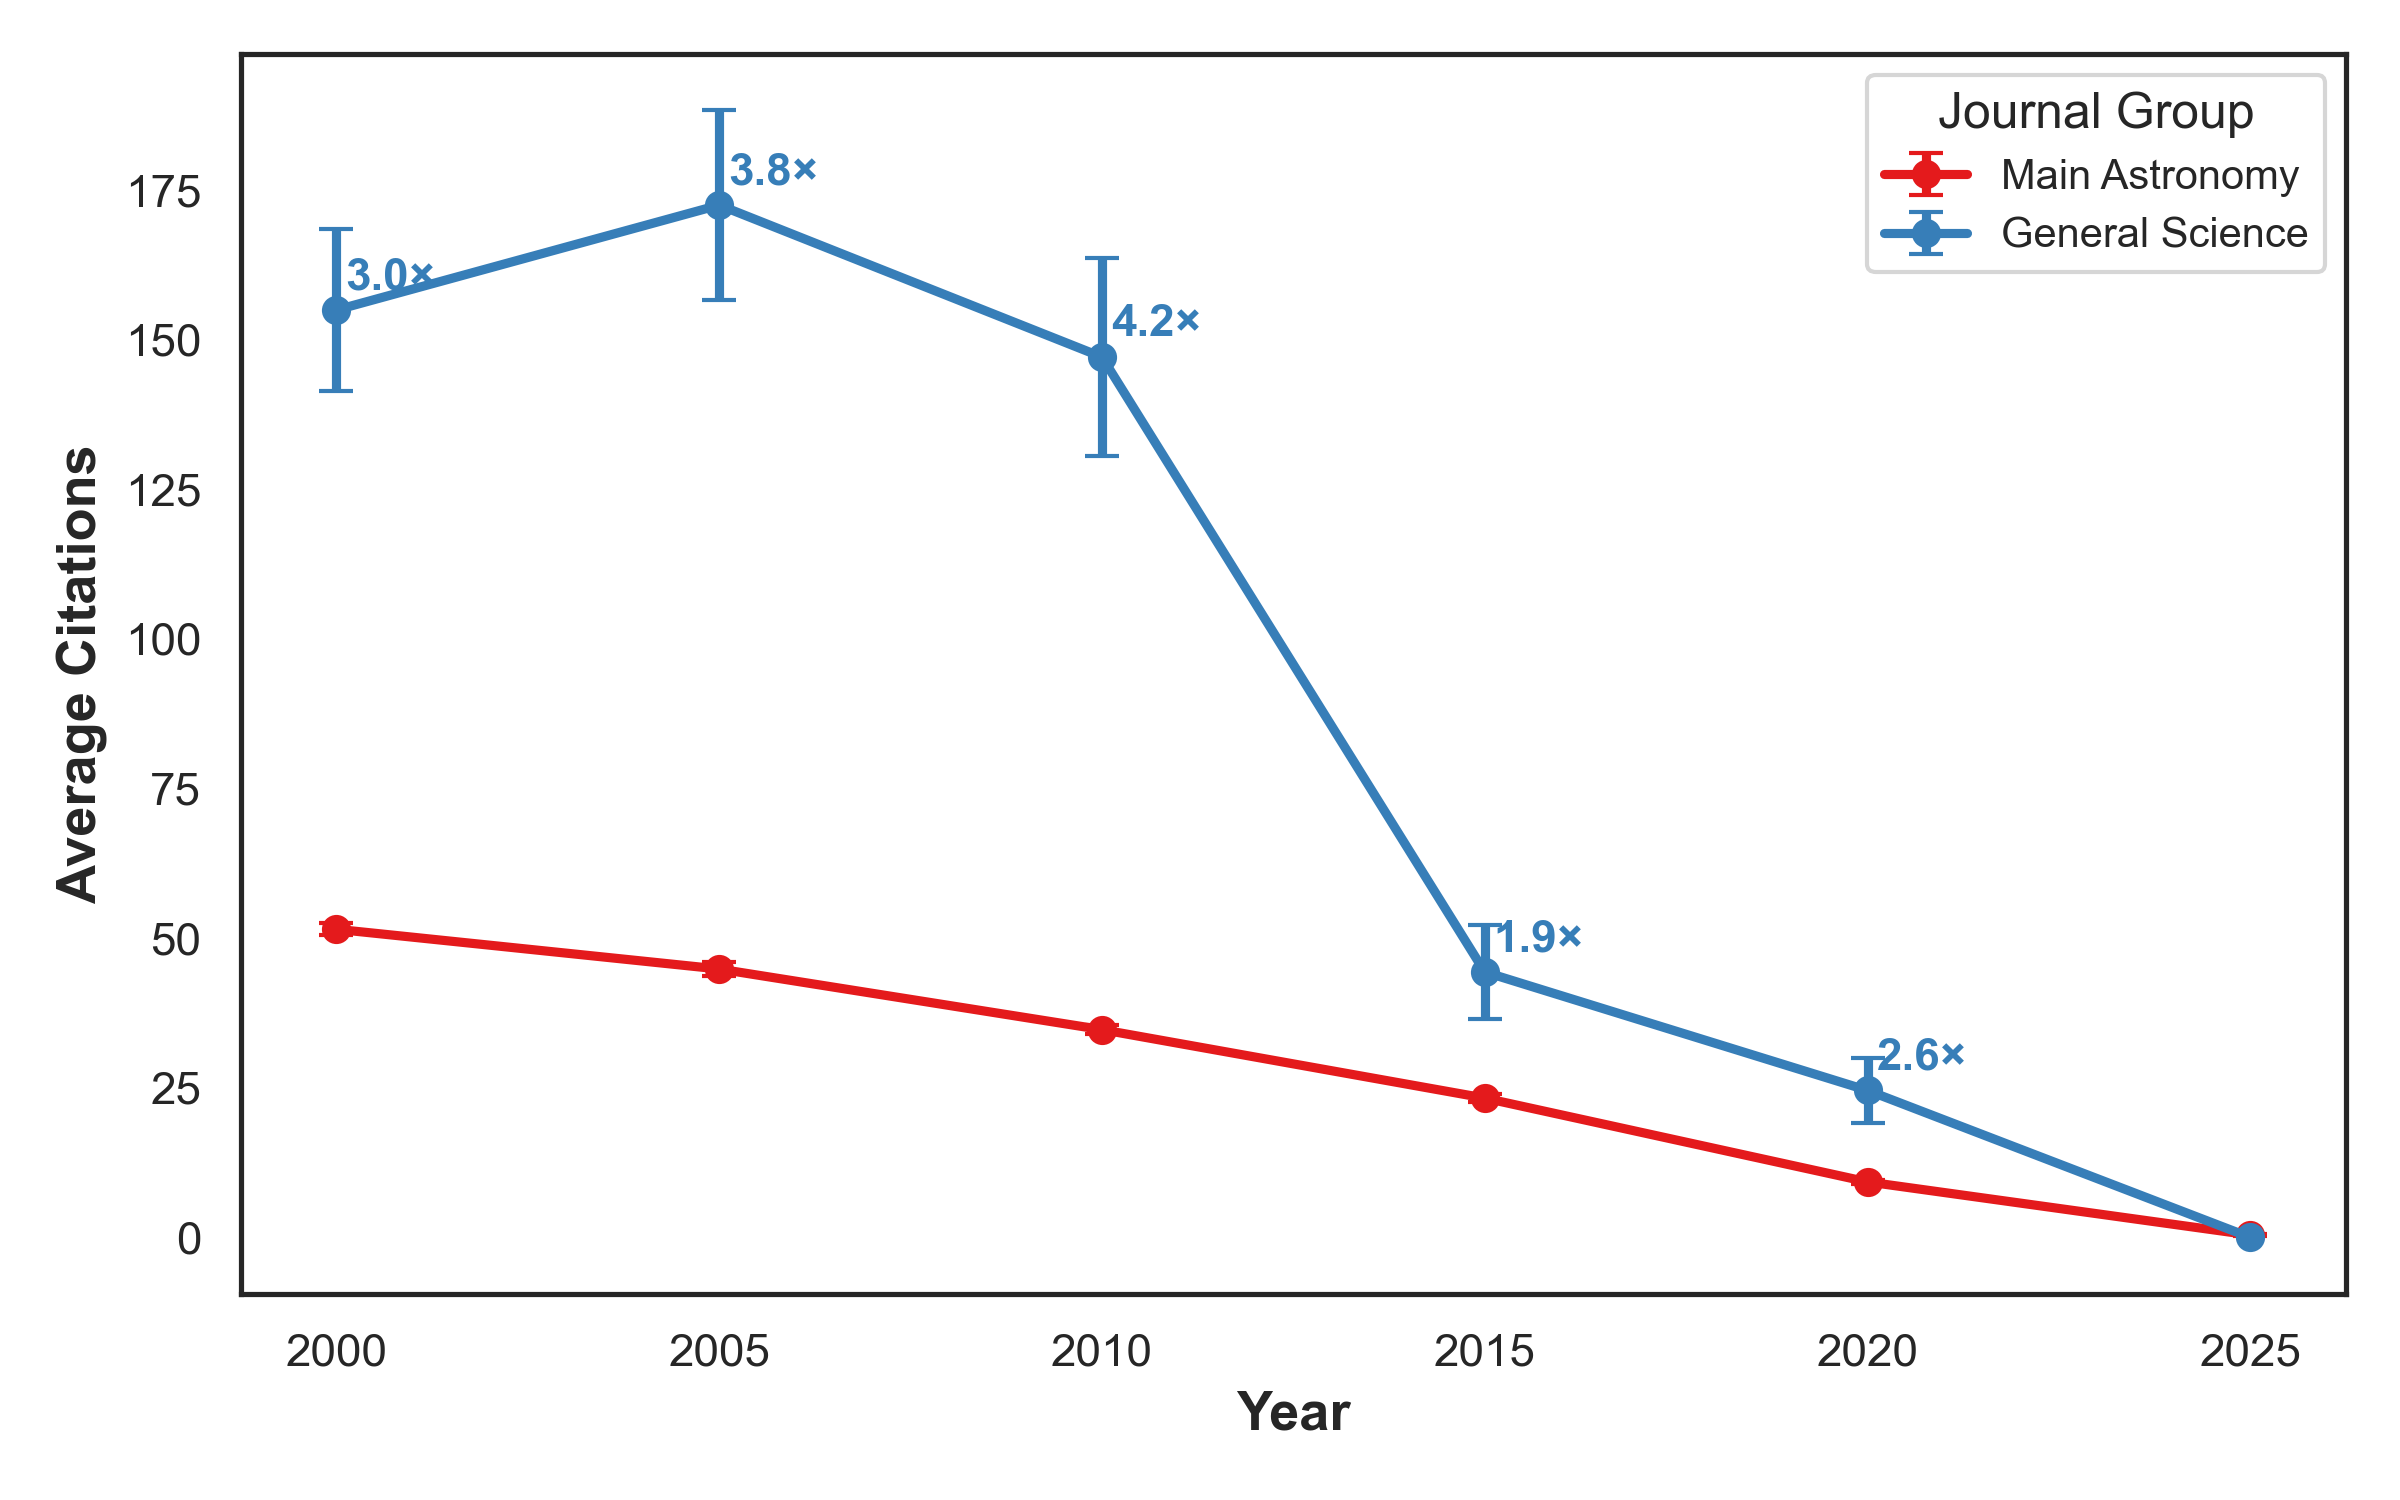 Journal Group
Main Astronomy
General Science
3.8×
3.0×
4.2×
1.9×
2.6×
175
150
125
100
75
50
25
0
Average Citations
2000 2005 2010 2015 2020 2025
Year